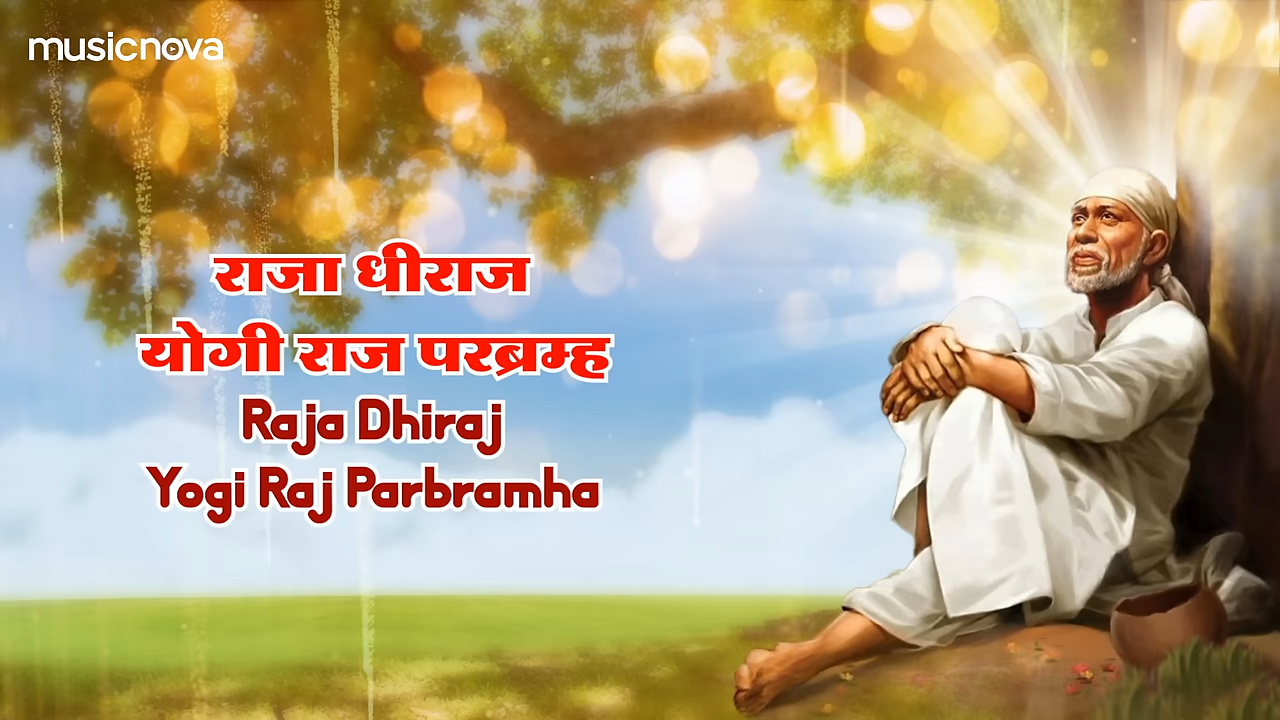 musicnova
राजा धीराज
योगी राज परब्रम्ह
Raja Dhiraj
Yogi Raj Parbramha